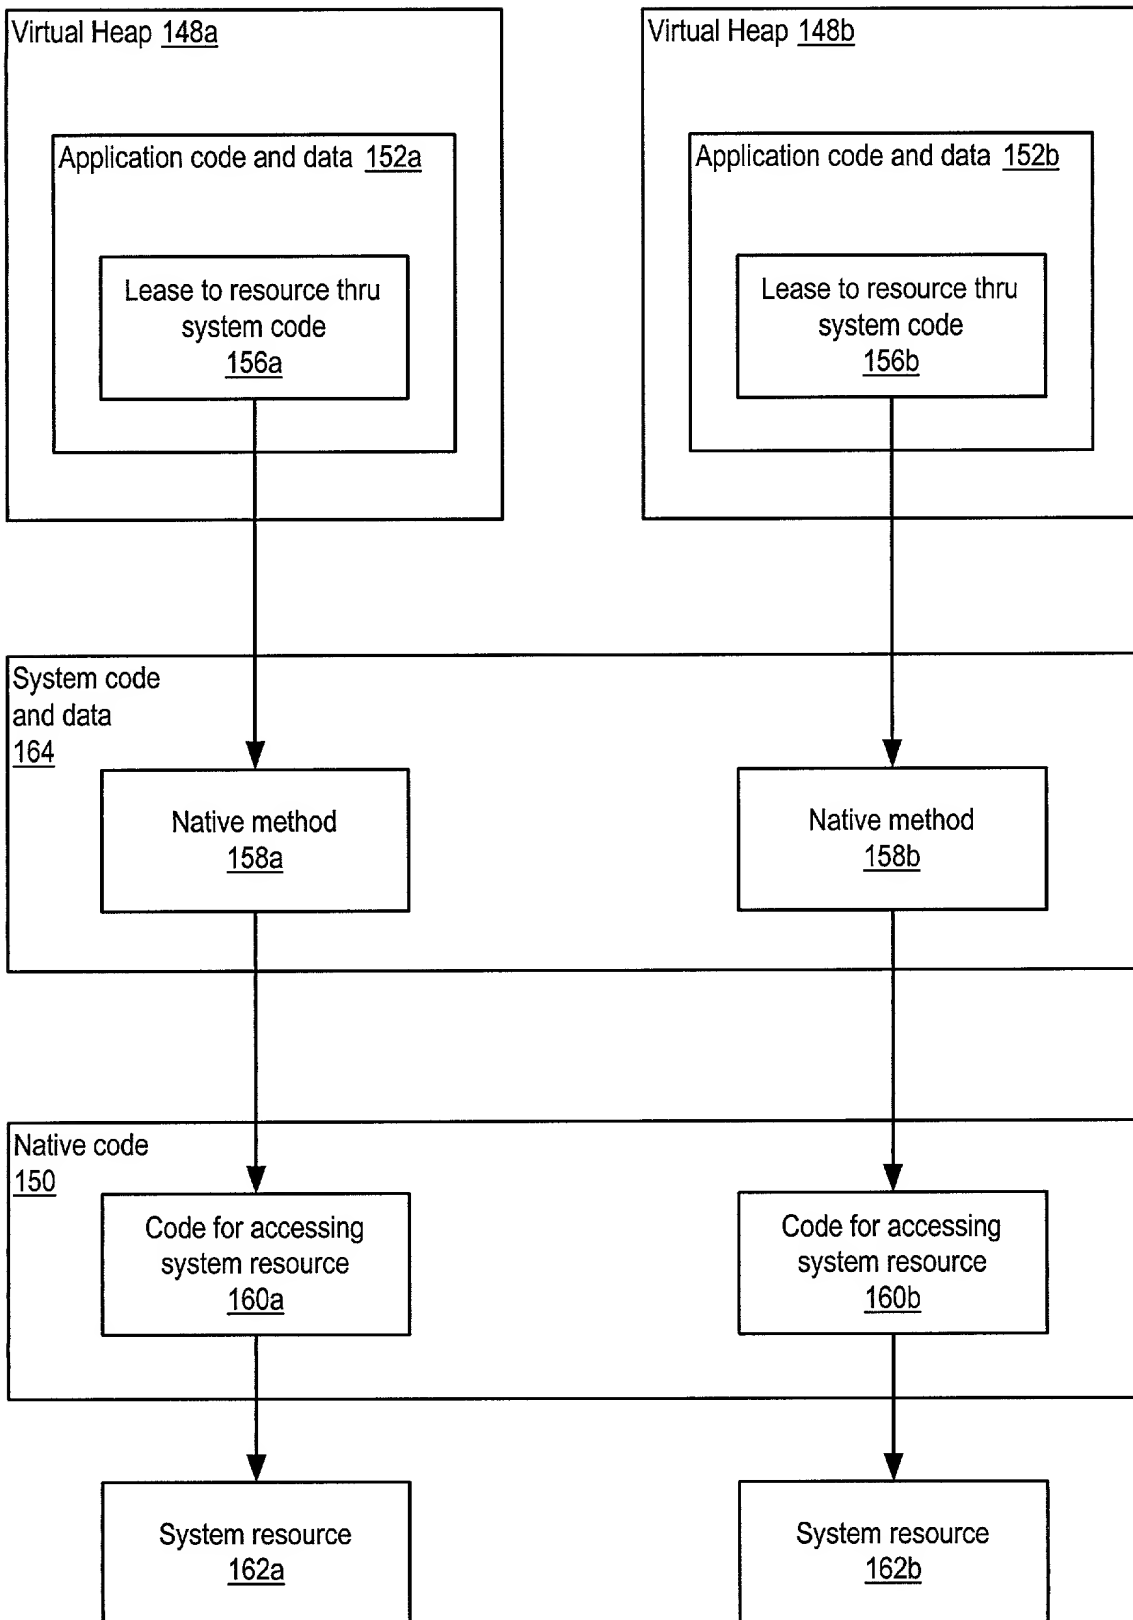 Virtual Heap 148a
Virtual Heap 148b
Application code and data 152a
Application code and data 152b
Lease to resource thru
system code
156a
Lease to resource thru
system code
156b
System code
and data
164
Native method
158a
Native method
158b
Native code
150
Code for accessing
system resource
160a
Code for accessing
system resource
160b
System resource
162a
System resource
162b